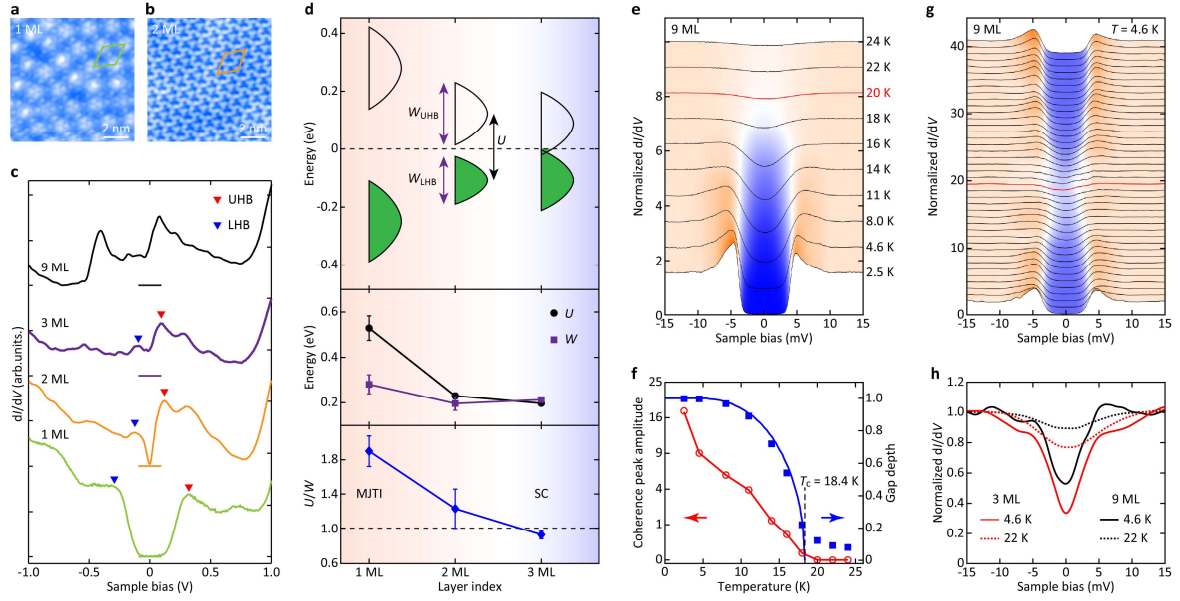 a
1 ML
2 nm
b
2 ML
2 nm
c
UHB
LHB
9 ML
3 ML
2 ML
1 ML
dI/dV (arb.units.)
-1.0 -0.5 0 0.5 1.0
Sample bias (V)
d
0.4
0.2
0
-0.2
0.4
Energy (eV)
W_UHB
W_LHB
U
0.6
0.4
0.2
Energy (eV)
U
W
1.8
1.4
1.0
0.6
U/W
MJTI
SC
1 ML 2 ML 3 ML
Layer index
e
9 ML
24 K
22 K
20 K
18 K
16 K
14 K
11 K
8.0 K
4.6 K
2.5 K
8
6
4
2
0
Normalized dI/dV
-15 -10 -5 0 5 10 15
Sample bias (mV)
f
25
16
9
4
1
0
Coherence peak amplitude
1.0
0.8
0.6
0.4
0.2
0
Gap depth
T_c = 18.4 K
0 5 10 15 20 25
Temperature (K)
g
9 ML
T = 4.6 K
40
30
20
10
0
Normalized dI/dV
-15 -10 -5 0 5 10 15
Sample bias (mV)
h
1.2
1.0
0.8
0.6
0.4
0.2
0
Normalized dI/dV
3 ML 9 ML
4.6 K 4.6 K
22 K 22 K
-15 -10 -5 0 5 10 15
Sample bias (mV)